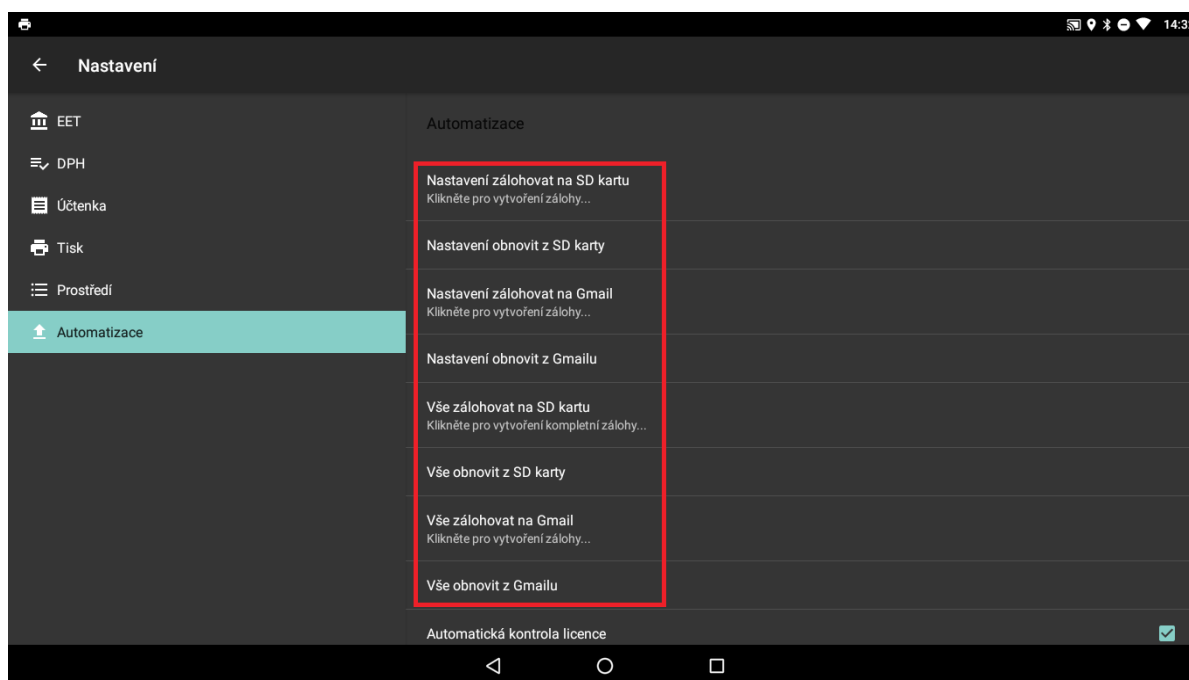 14:3
Nastavení
EET
DPH
Účtenka
Tisk
Prostředí
Automatizace
Automatizace
Nastavení zálohovat na SD kartu
Klikněte pro vytvoření zálohy...
Nastavení obnovit z SD karty
Nastavení zálohovat na Gmail
Klikněte pro vytvoření zálohy...
Nastavení obnovit z Gmailu
Vše zálohovat na SD kartu
Klikněte pro vytvoření kompletní zálohy...
Vše obnovit z SD karty
Vše zálohovat na Gmail
Klikněte pro vytvoření zálohy...
Vše obnovit z Gmailu
Automatická kontrola licence